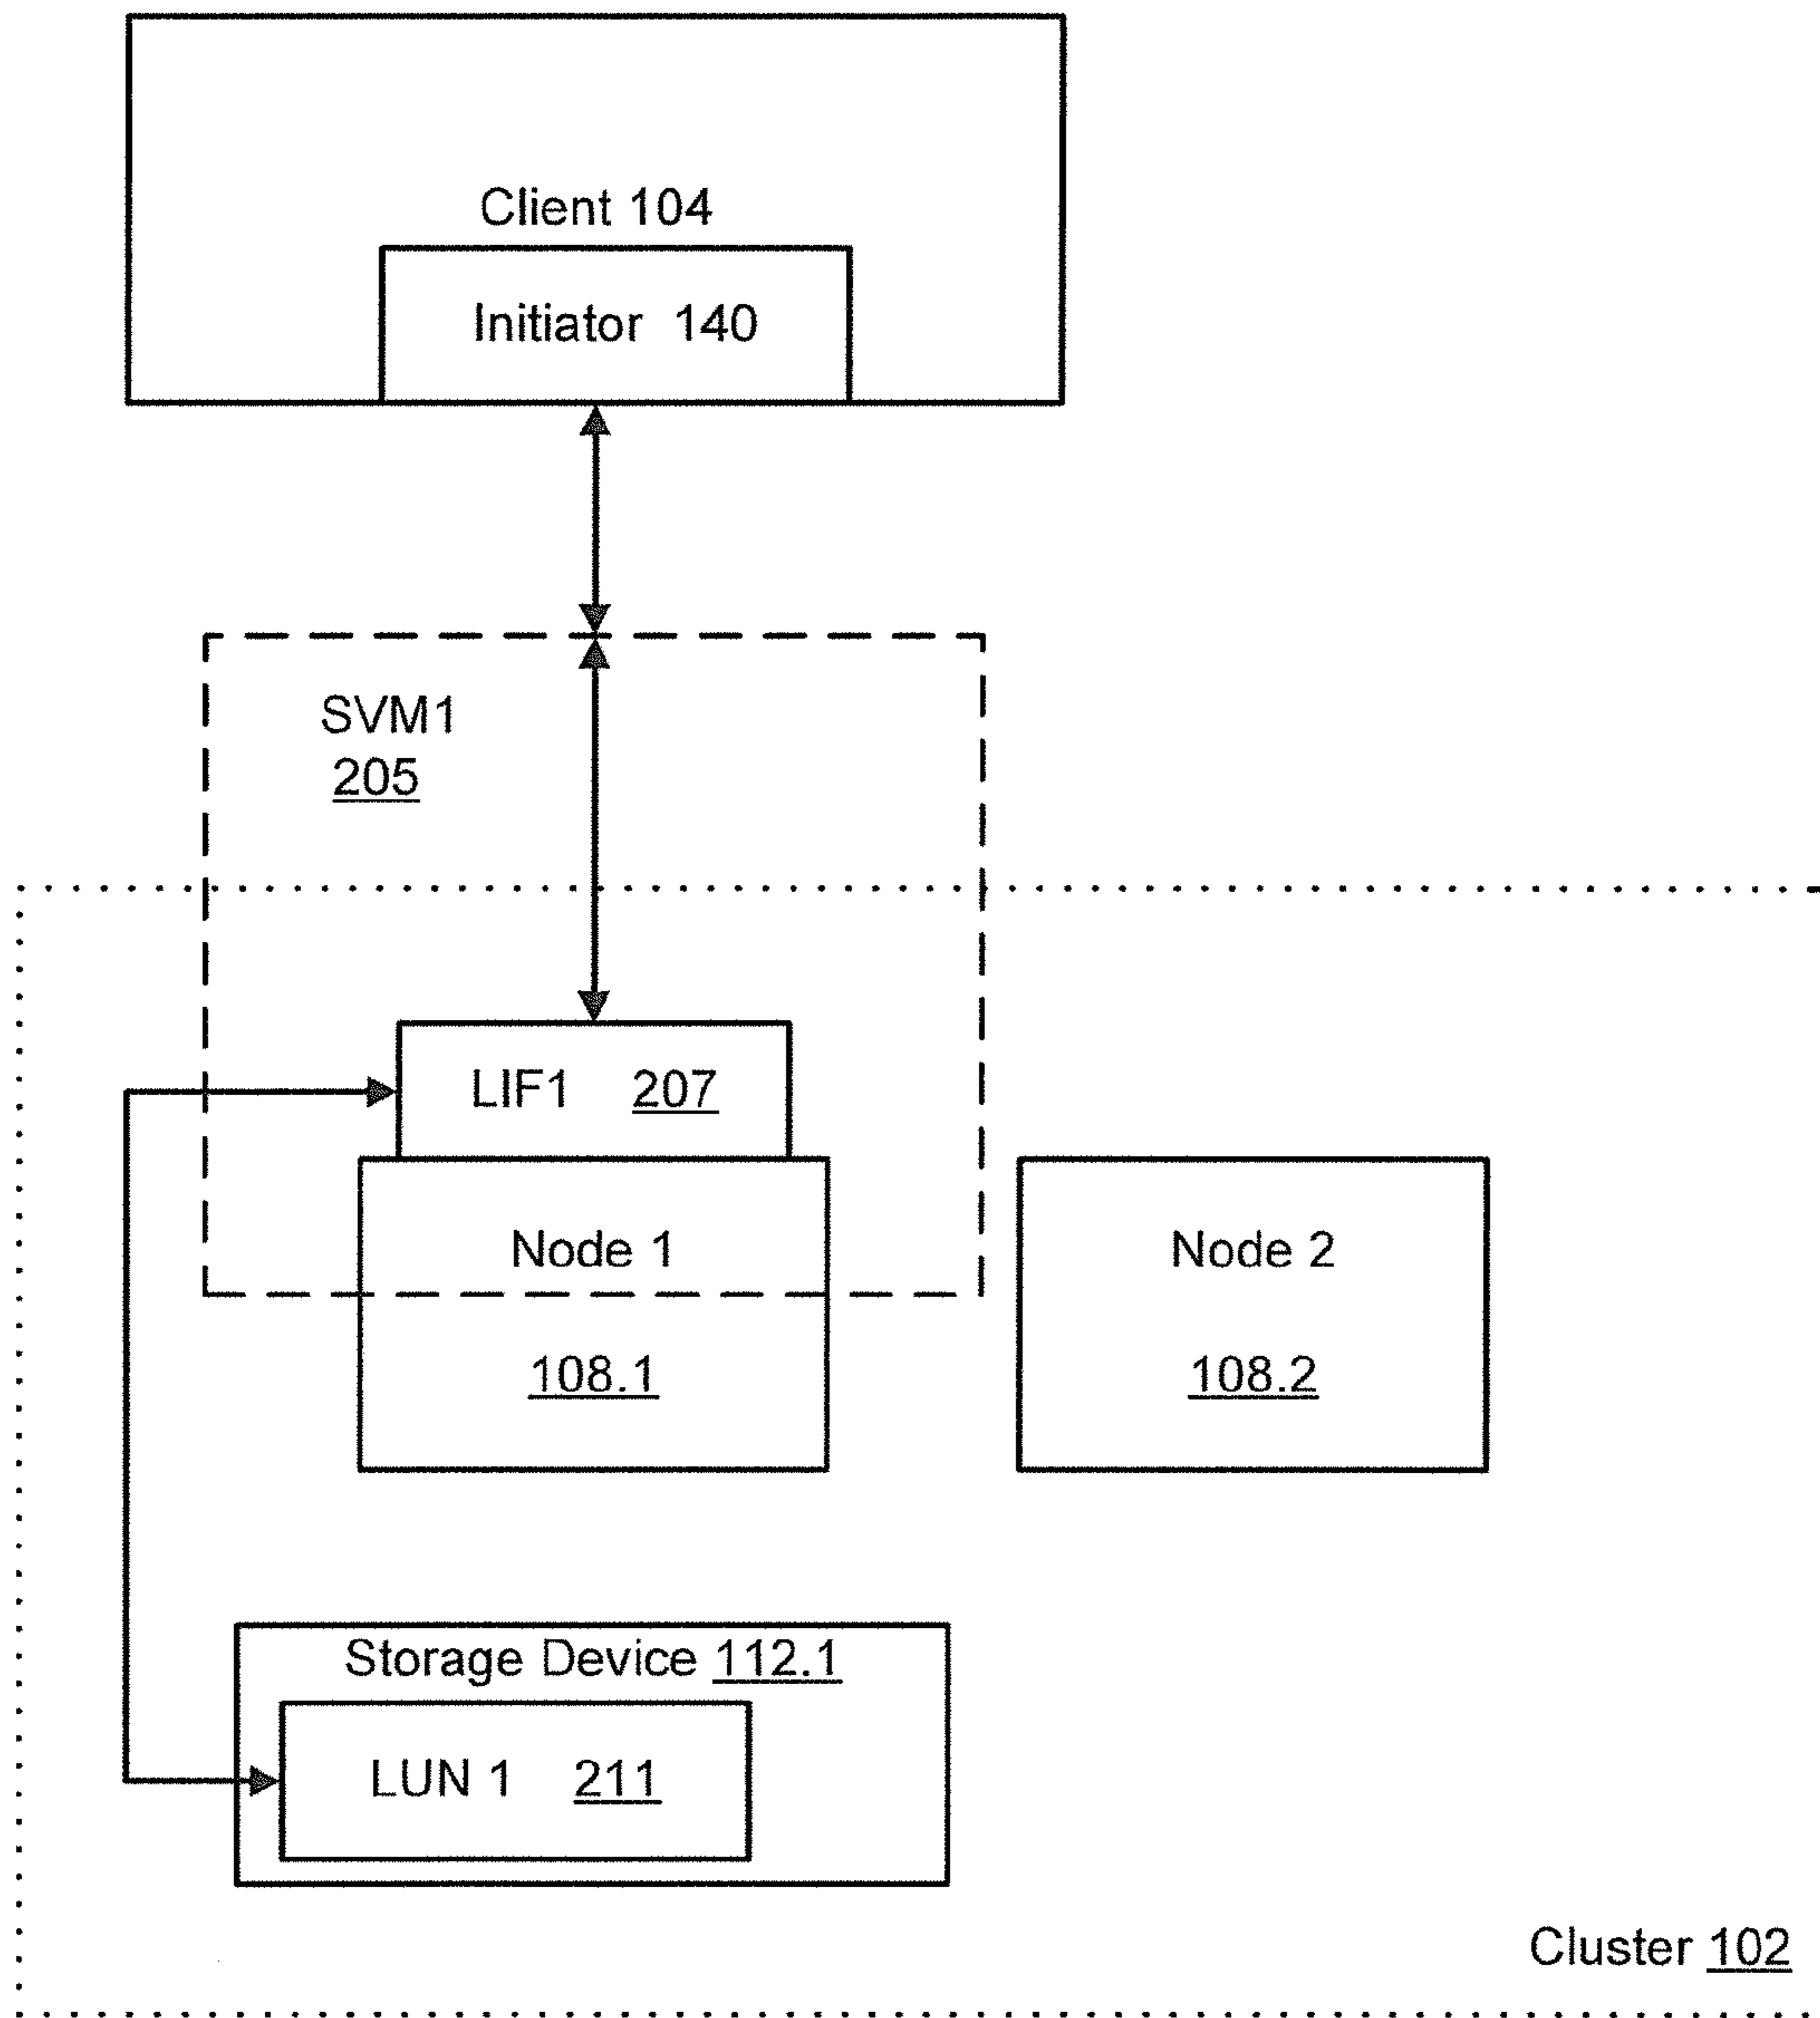 Client 104
Initiator 140
SVM1
205
LIF1 207
Node 1
108.1
Node 2
108.2
Storage Device 112.1
LUN 1 211
Cluster 102